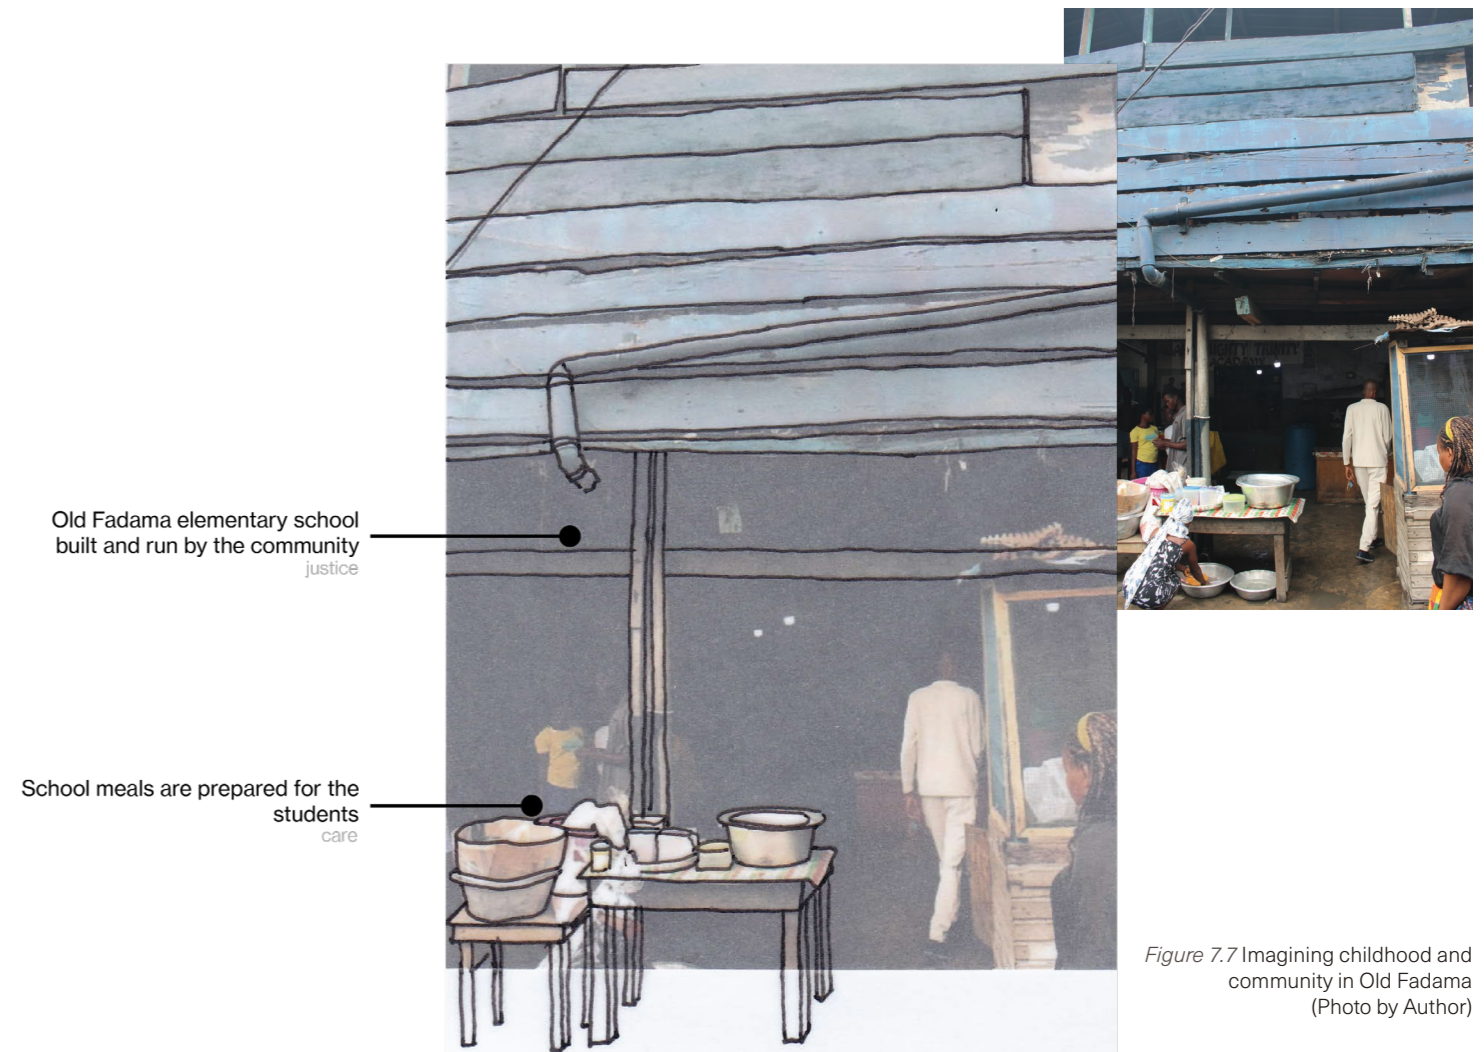 Old Fadama elementary school
built and run by the community
justice
School meals are prepared for the
students
care
Figure 7.7 Imagining childhood and
community in Old Fadama
(Photo by Author)